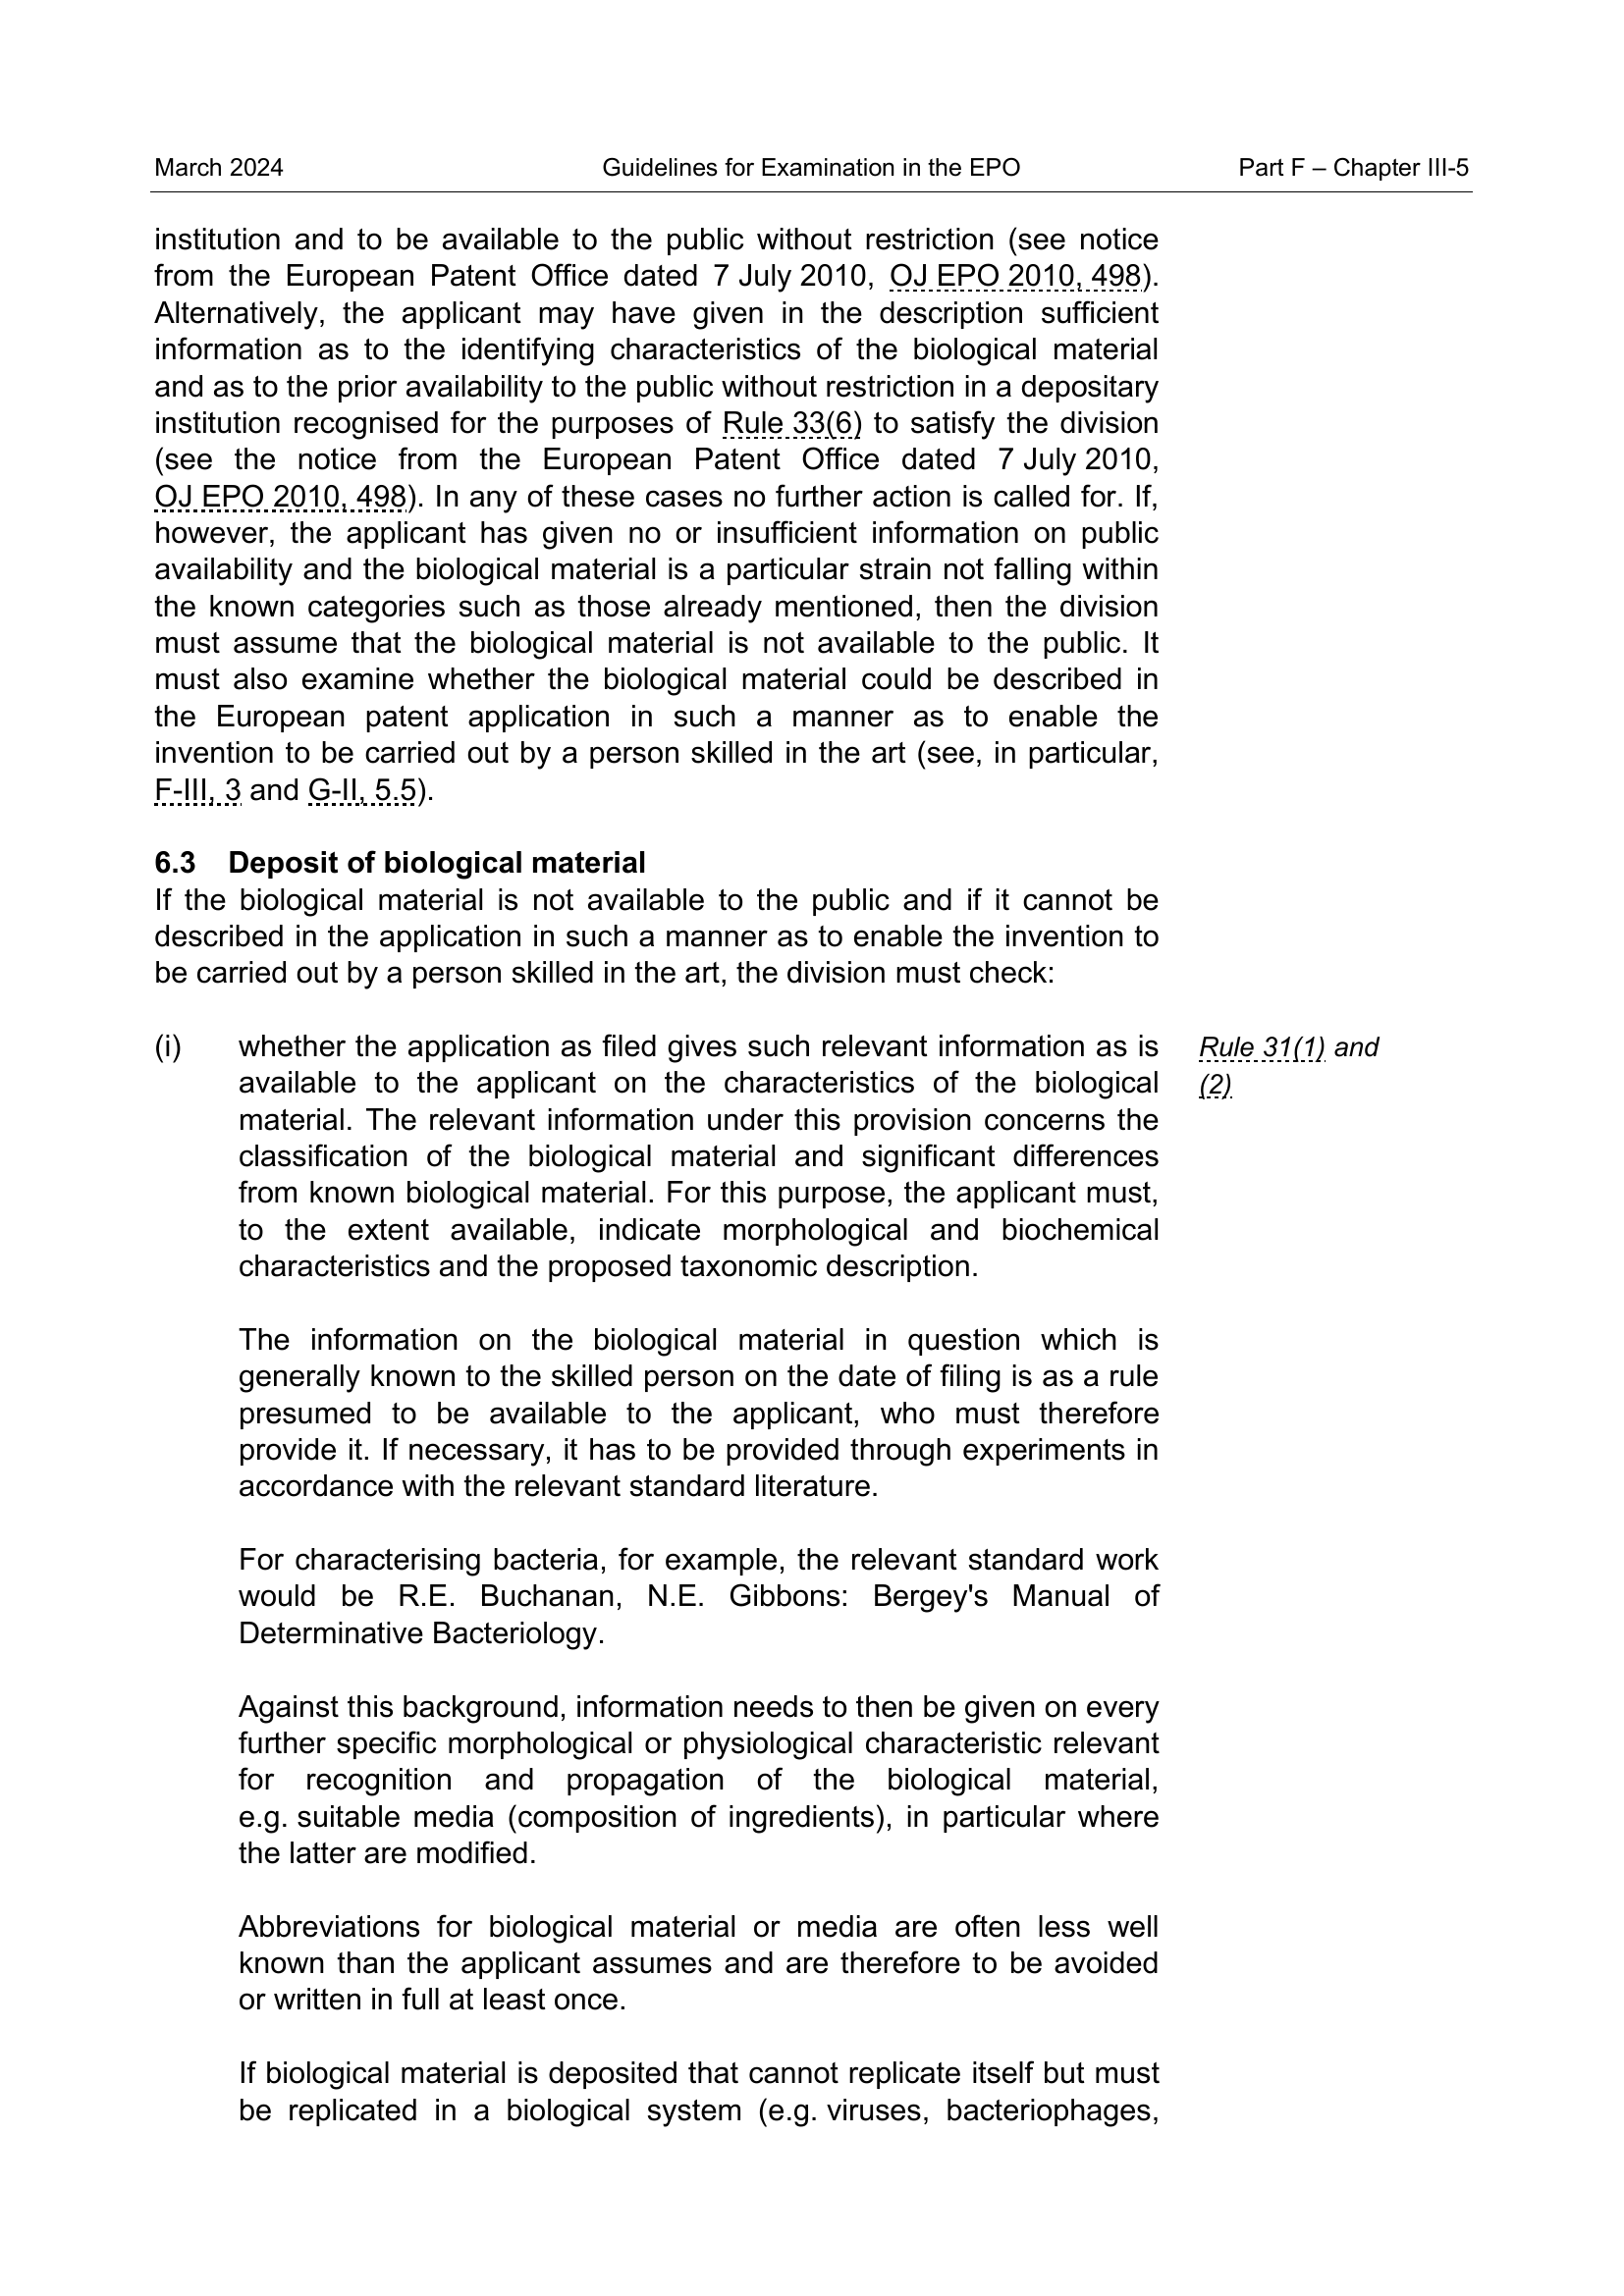 March 2024 Guidelines for Examination in the EPO Part F – Chapter III-5
institution and to be available to the public without restriction (see notice
from the European Patent Office dated 7 July 2010, OJ EPO 2010, 498).
Alternatively, the applicant may have given in the description sufficient
information as to the identifying characteristics of the biological material
and as to the prior availability to the public without restriction in a depositary
institution recognised for the purposes of Rule 33(6) to satisfy the division
(see the notice from the European Patent Office dated 7 July 2010,
OJ EPO 2010, 498). In any of these cases no further action is called for. If,
however, the applicant has given no or insufficient information on public
availability and the biological material is a particular strain not falling within
the known categories such as those already mentioned, then the division
must assume that the biological material is not available to the public. It
must also examine whether the biological material could be described in
the European patent application in such a manner as to enable the
invention to be carried out by a person skilled in the art (see, in particular,
F-III, 3 and G-II, 5.5).
6.3 Deposit of biological material
If the biological material is not available to the public and if it cannot be
described in the application in such a manner as to enable the invention to
be carried out by a person skilled in the art, the division must check:
(i) whether the application as filed gives such relevant information as is
available to the applicant on the characteristics of the biological
material. The relevant information under this provision concerns the
classification of the biological material and significant differences
from known biological material. For this purpose, the applicant must,
to the extent available, indicate morphological and biochemical
characteristics and the proposed taxonomic description.
Rule 31(1) and
(2)
The information on the biological material in question which is
generally known to the skilled person on the date of filing is as a rule
presumed to be available to the applicant, who must therefore
provide it. If necessary, it has to be provided through experiments in
accordance with the relevant standard literature.
For characterising bacteria, for example, the relevant standard work
would be R.E. Buchanan, N.E. Gibbons: Bergey's Manual of
Determinative Bacteriology.
Against this background, information needs to then be given on every
further specific morphological or physiological characteristic relevant
for recognition and propagation of the biological material,
e.g. suitable media (composition of ingredients), in particular where
the latter are modified.
Abbreviations for biological material or media are often less well
known than the applicant assumes and are therefore to be avoided
or written in full at least once.
If biological material is deposited that cannot replicate itself but must
be replicated in a biological system (e.g. viruses, bacteriophages,